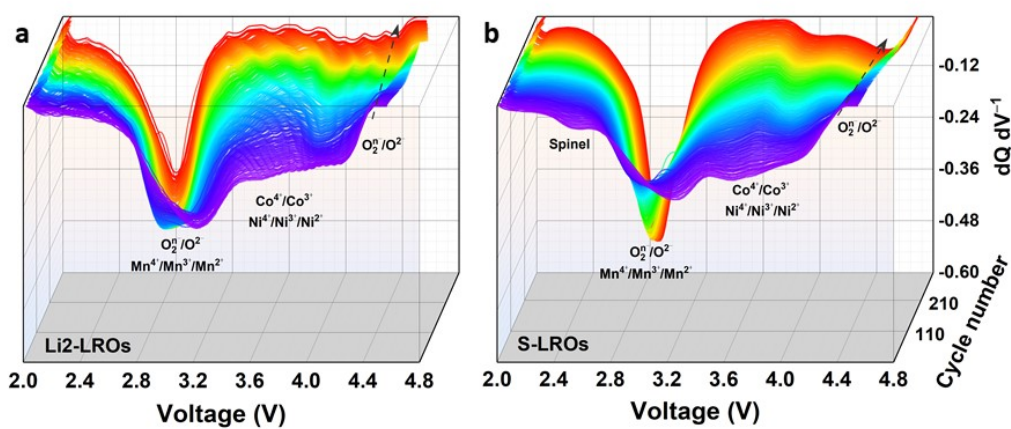 a
O₂ⁿ⁻/O²⁻
Co⁴⁺/Co³⁺
Ni⁴⁺/Ni³⁺/Ni²⁺
O₂ⁿ⁻/O²⁻
Mn⁴⁺/Mn³⁺/Mn²⁺
Li2-LROs
2.0 2.4 2.8 3.2 3.6 4.0 4.4 4.8
Voltage (V)
b
Spinel
O₂ⁿ⁻/O²⁻
Co⁴⁺/Co³⁺
Ni⁴⁺/Ni³⁺/Ni²⁺
O₂ⁿ⁻/O²⁻
Mn⁴⁺/Mn³⁺/Mn²⁺
S-LROs
2.0 2.4 2.8 3.2 3.6 4.0 4.4 4.8
Voltage (V)
0
-0.12
-0.24
-0.36
-0.48
-0.60
dQ dV⁻¹
210
110
Cycle number